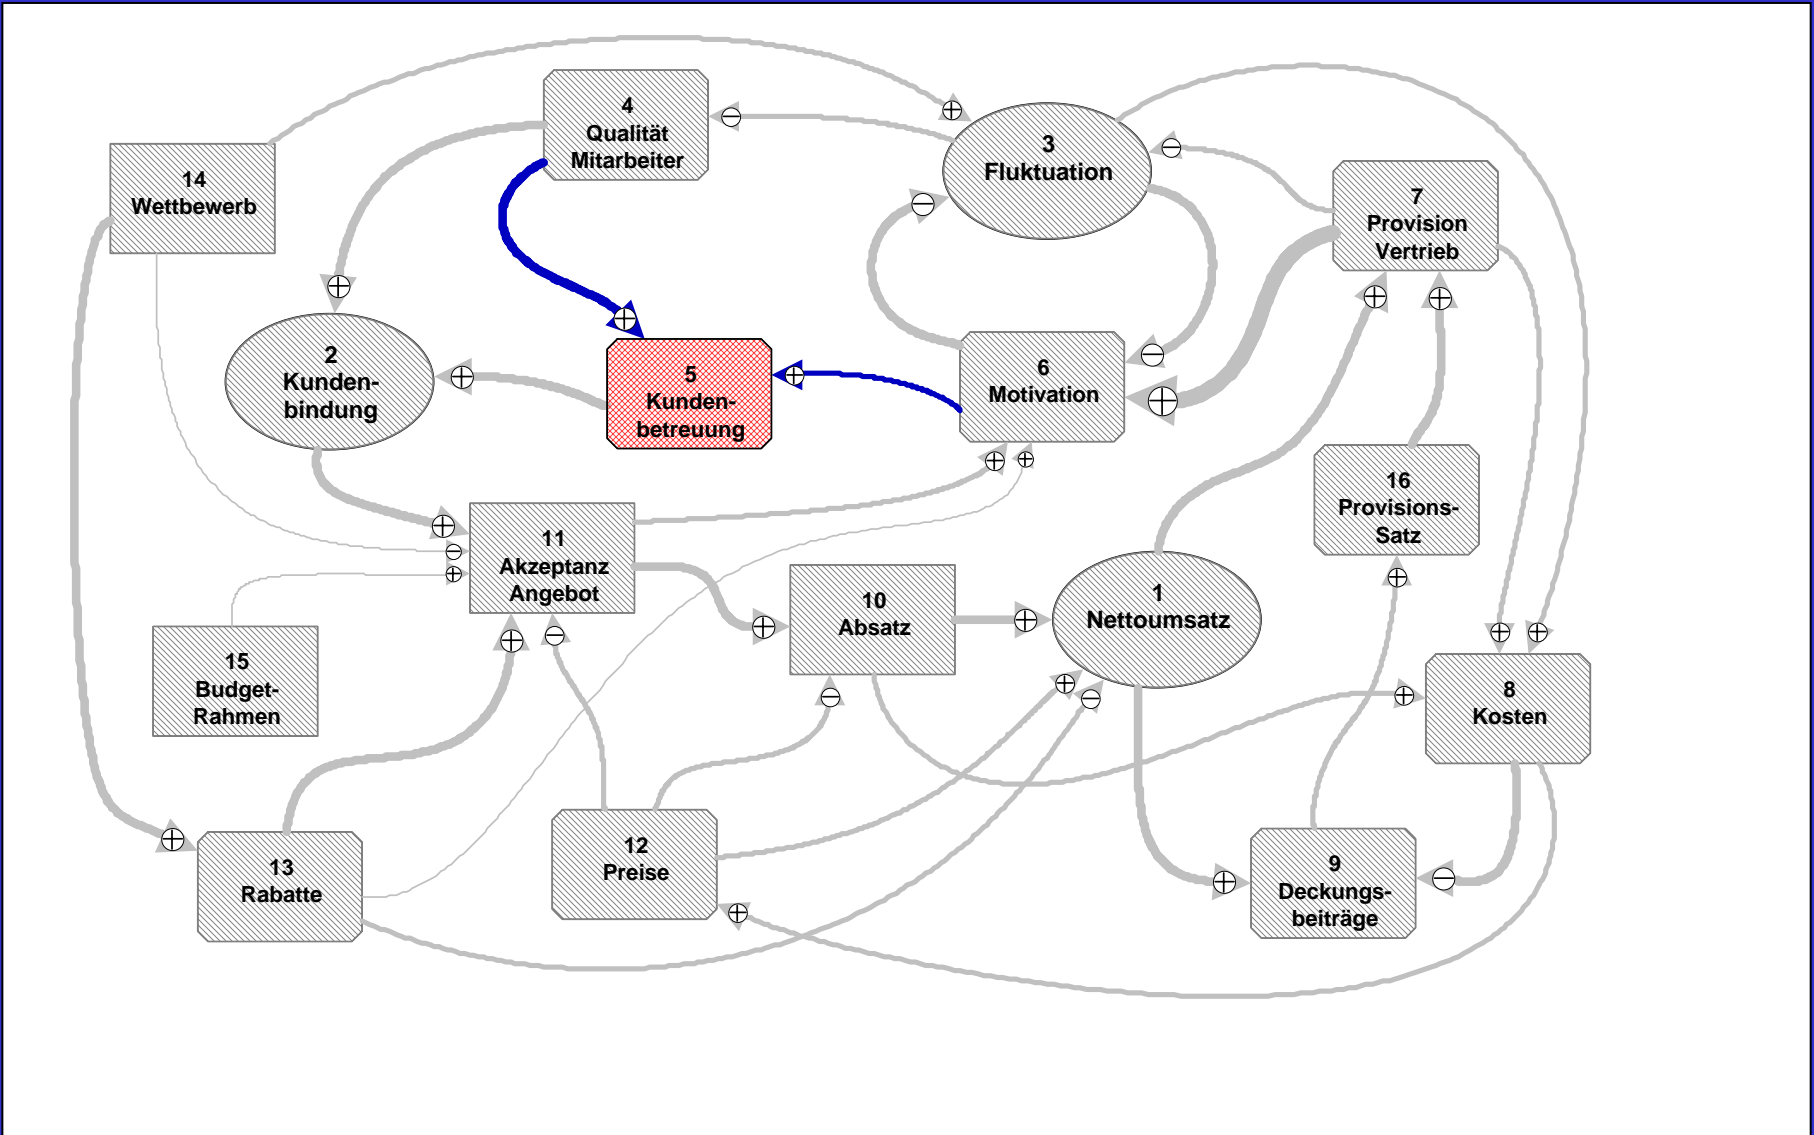 4
Qualität
Mitarbeiter
3
Fluktuation
14
Wettbewerb
7
Provision
Vertrieb
2
Kunden-
bindung
5
Kunden-
betreuung
6
Motivation
16
Provisions-
Satz
11
Akzeptanz
Angebot
10
Absatz
1
Nettoumsatz
15
Budget-
Rahmen
8
Kosten
13
Rabatte
12
Preise
9
Deckungs-
beiträge